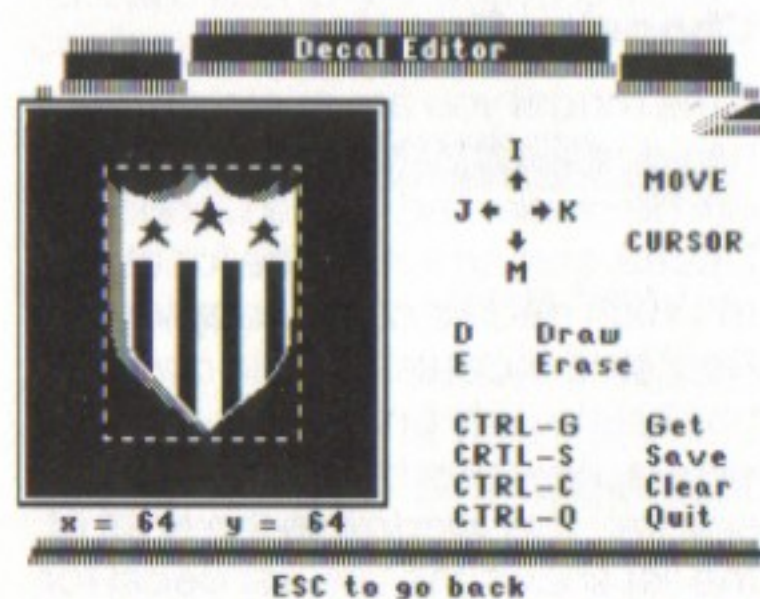 Decal Editor
I
MOVE
J K
CURSOR
M
D Draw
E Erase
CTRL-G Get
CRTL-S Save
CTRL-C Clear
CTRL-Q Quit
x = 64 y = 64
ESC to go back